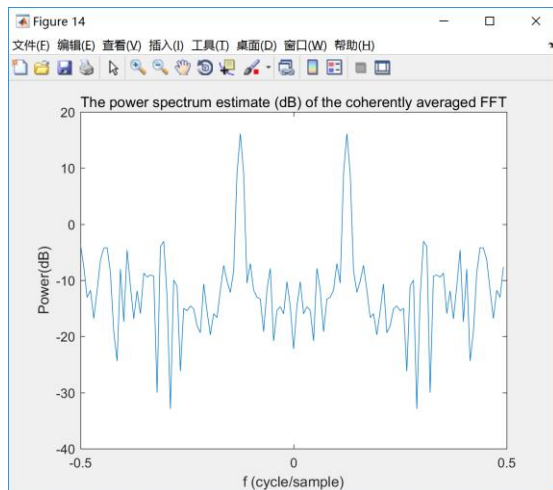 Figure 14
文件(F) 编辑(E) 查看(V) 插入(I) 工具(T) 桌面(D) 窗口(W) 帮助(H)
The power spectrum estimate (dB) of the coherently averaged FFT
20
10
0
-10
-20
-30
-40
Power(dB)
-0.5 0 0.5
f (cycle/sample)